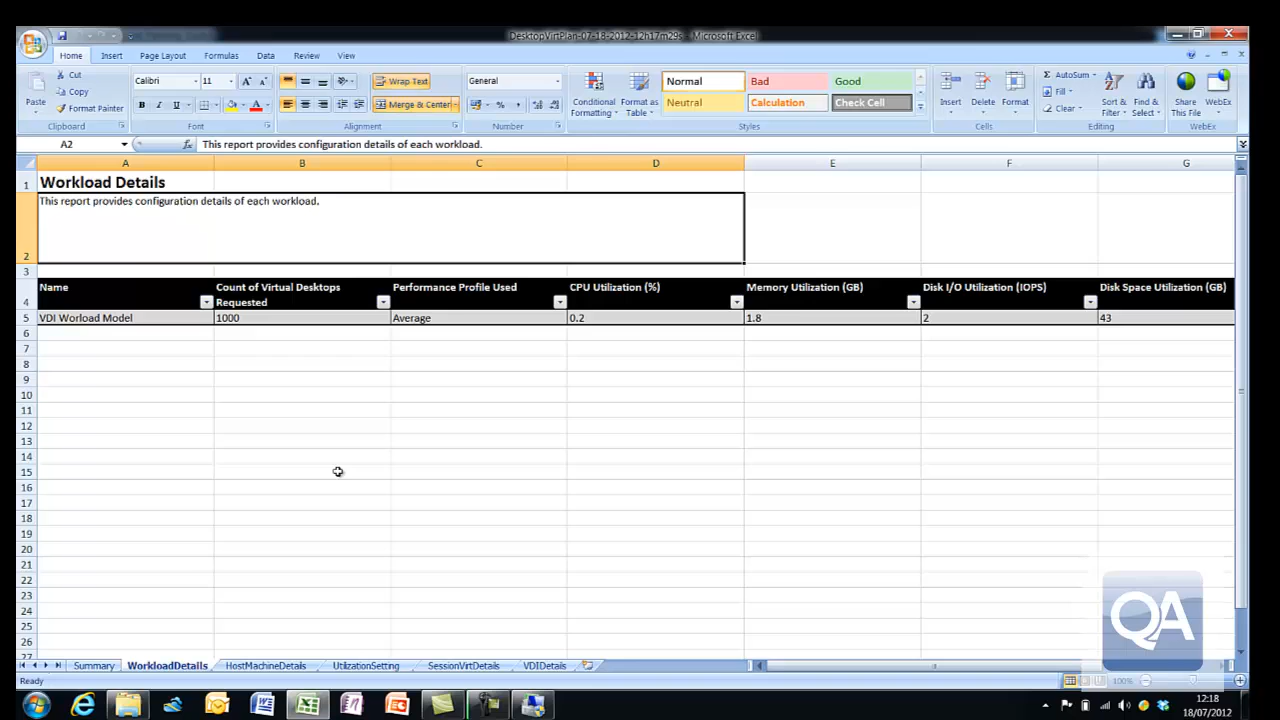 DesktopVirtPlan-07-18-2012-12h17m29s - Microsoft Excel
Home Insert Page Layout Formulas Data Review View
Paste Cut Copy Format Painter Clipboard
Calibri 11 B I U Font
Wrap Text Merge & Center Alignment
General % , Number
Conditional Formatting Format as Table Normal Bad Good Neutral Calculation Check Cell Styles
Insert Delete Format Cells
AutoSum Fill Clear Sort & Filter Find & Select Editing
Share This File WebEx WebEx
A2 fx This report provides configuration details of each workload.
A B C D E F G
1 Workload Details
This report provides configuration details of each workload.
2
3
Name Count of Virtual Desktops Performance Profile Used CPU Utilization (%) Memory Utilization (GB) Disk I/O Utilization (IOPS) Disk Space Utilization (GB)
4 Requested
5 VDI Worload Model 1000 Average 0.2 1.8 2 43
6
7
8
9
10
11
12
13
14
15
16
17
18
19
20
21
22
23
24
25
26
27
QA
Summary WorkloadDetails HostMachineDetails UtilizationSetting SessionVirtDetails VDIDetails
Ready 100%
12:18
18/07/2012